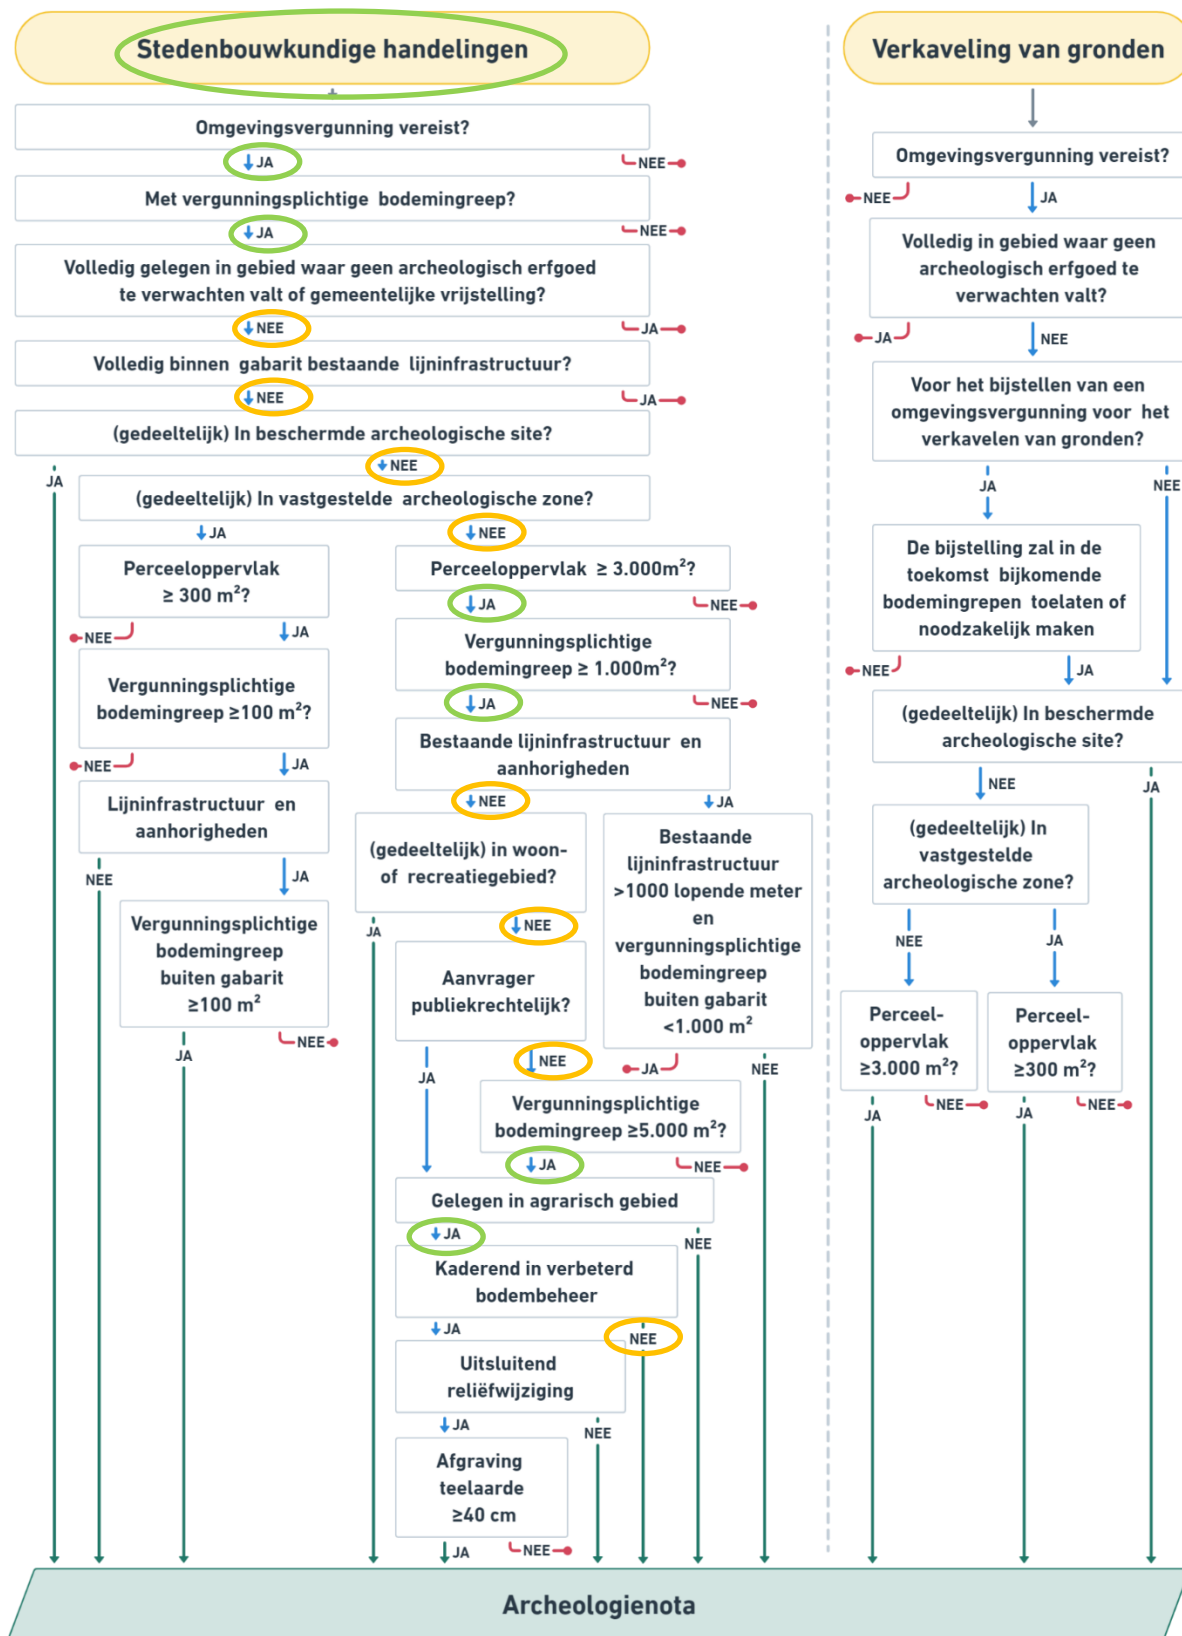 Stedenbouwkundige handelingen
Omgevingsvergunning vereist?
JA
NEE
Met vergunningsplichtige bodemingreep?
JA
NEE
Volledig gelegen in gebied waar geen archeologisch erfgoed
te verwachten valt of gemeentelijke vrijstelling?
NEE
JA
Volledig binnen gabarit bestaande lijninfrastructuur?
NEE
JA
(gedeeltelijk) In beschermde archeologische site?
JA
NEE
(gedeeltelijk) In vastgestelde archeologische zone?
JA
NEE
Perceeloppervlak
≥ 300 m²?
NEE
JA
Vergunningsplichtige
bodemingreep ≥100 m²?
NEE
JA
Lijninfrastructuur en
aanhorigheden
NEE
JA
Vergunningsplichtige
bodemingreep
buiten gabarit
≥100 m²
JA
NEE
Perceeloppervlak ≥ 3.000m²?
JA
NEE
Vergunningsplichtige
bodemingreep ≥ 1.000m²?
JA
NEE
Bestaande lijninfrastructuur en
aanhorigheden
NEE
JA
(gedeeltelijk) in woon-
of recreatiegebied?
JA
NEE
Bestaande
lijninfrastructuur
>1000 lopende meter
en
vergunningsplichtige
bodemingreep
buiten gabarit
<1.000 m²
JA
NEE
Aanvrager
publiekrechtelijk?
JA
NEE
Vergunningsplichtige
bodemingreep ≥5.000 m²?
JA
NEE
Gelegen in agrarisch gebied
JA
NEE
Kaderend in verbeterd
bodembeheer
JA
NEE
Uitsluitend
reliëfwijziging
JA
NEE
Afgraving
teelaarde
≥40 cm
JA
NEE
Verkaveling van gronden
Omgevingsvergunning vereist?
NEE
JA
Volledig in gebied waar geen
archeologisch erfgoed te
verwachten valt?
JA
NEE
Voor het bijstellen van een
omgevingsvergunning voor het
verkavelen van gronden?
JA
NEE
De bijstelling zal in de
toekomst bijkomende
bodemingrepen toelaten of
noodzakelijk maken
NEE
JA
(gedeeltelijk) In beschermde
archeologische site?
NEE
JA
(gedeeltelijk) In
vastgestelde
archeologische zone?
NEE
JA
Perceel-
oppervlak
≥3.000 m²?
JA
NEE
Perceel-
oppervlak
≥300 m²?
JA
NEE
Archeologienota